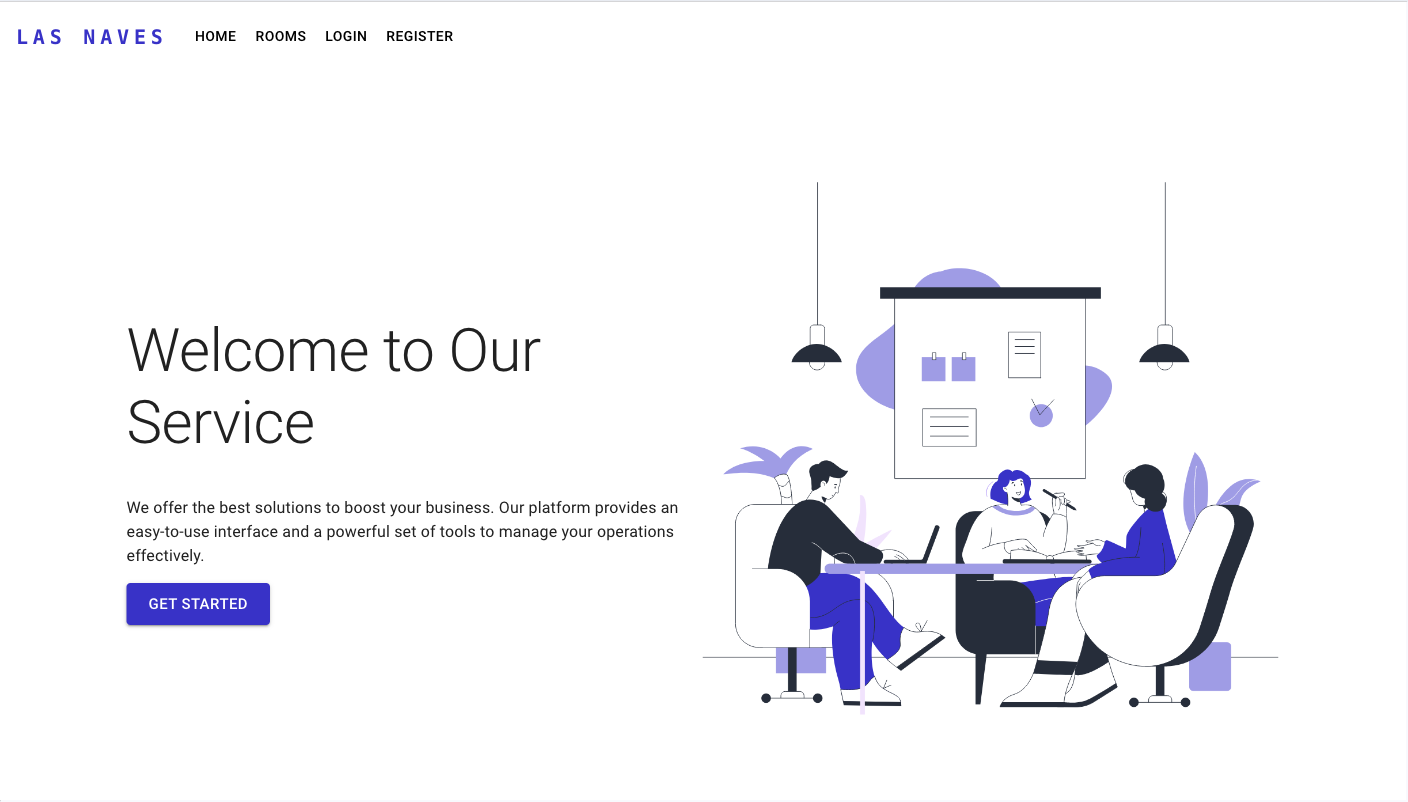 LAS NAVES HOME ROOMS LOGIN REGISTER
Welcome to Our
Service
We offer the best solutions to boost your business. Our platform provides an
easy-to-use interface and a powerful set of tools to manage your operations
effectively.
GET STARTED